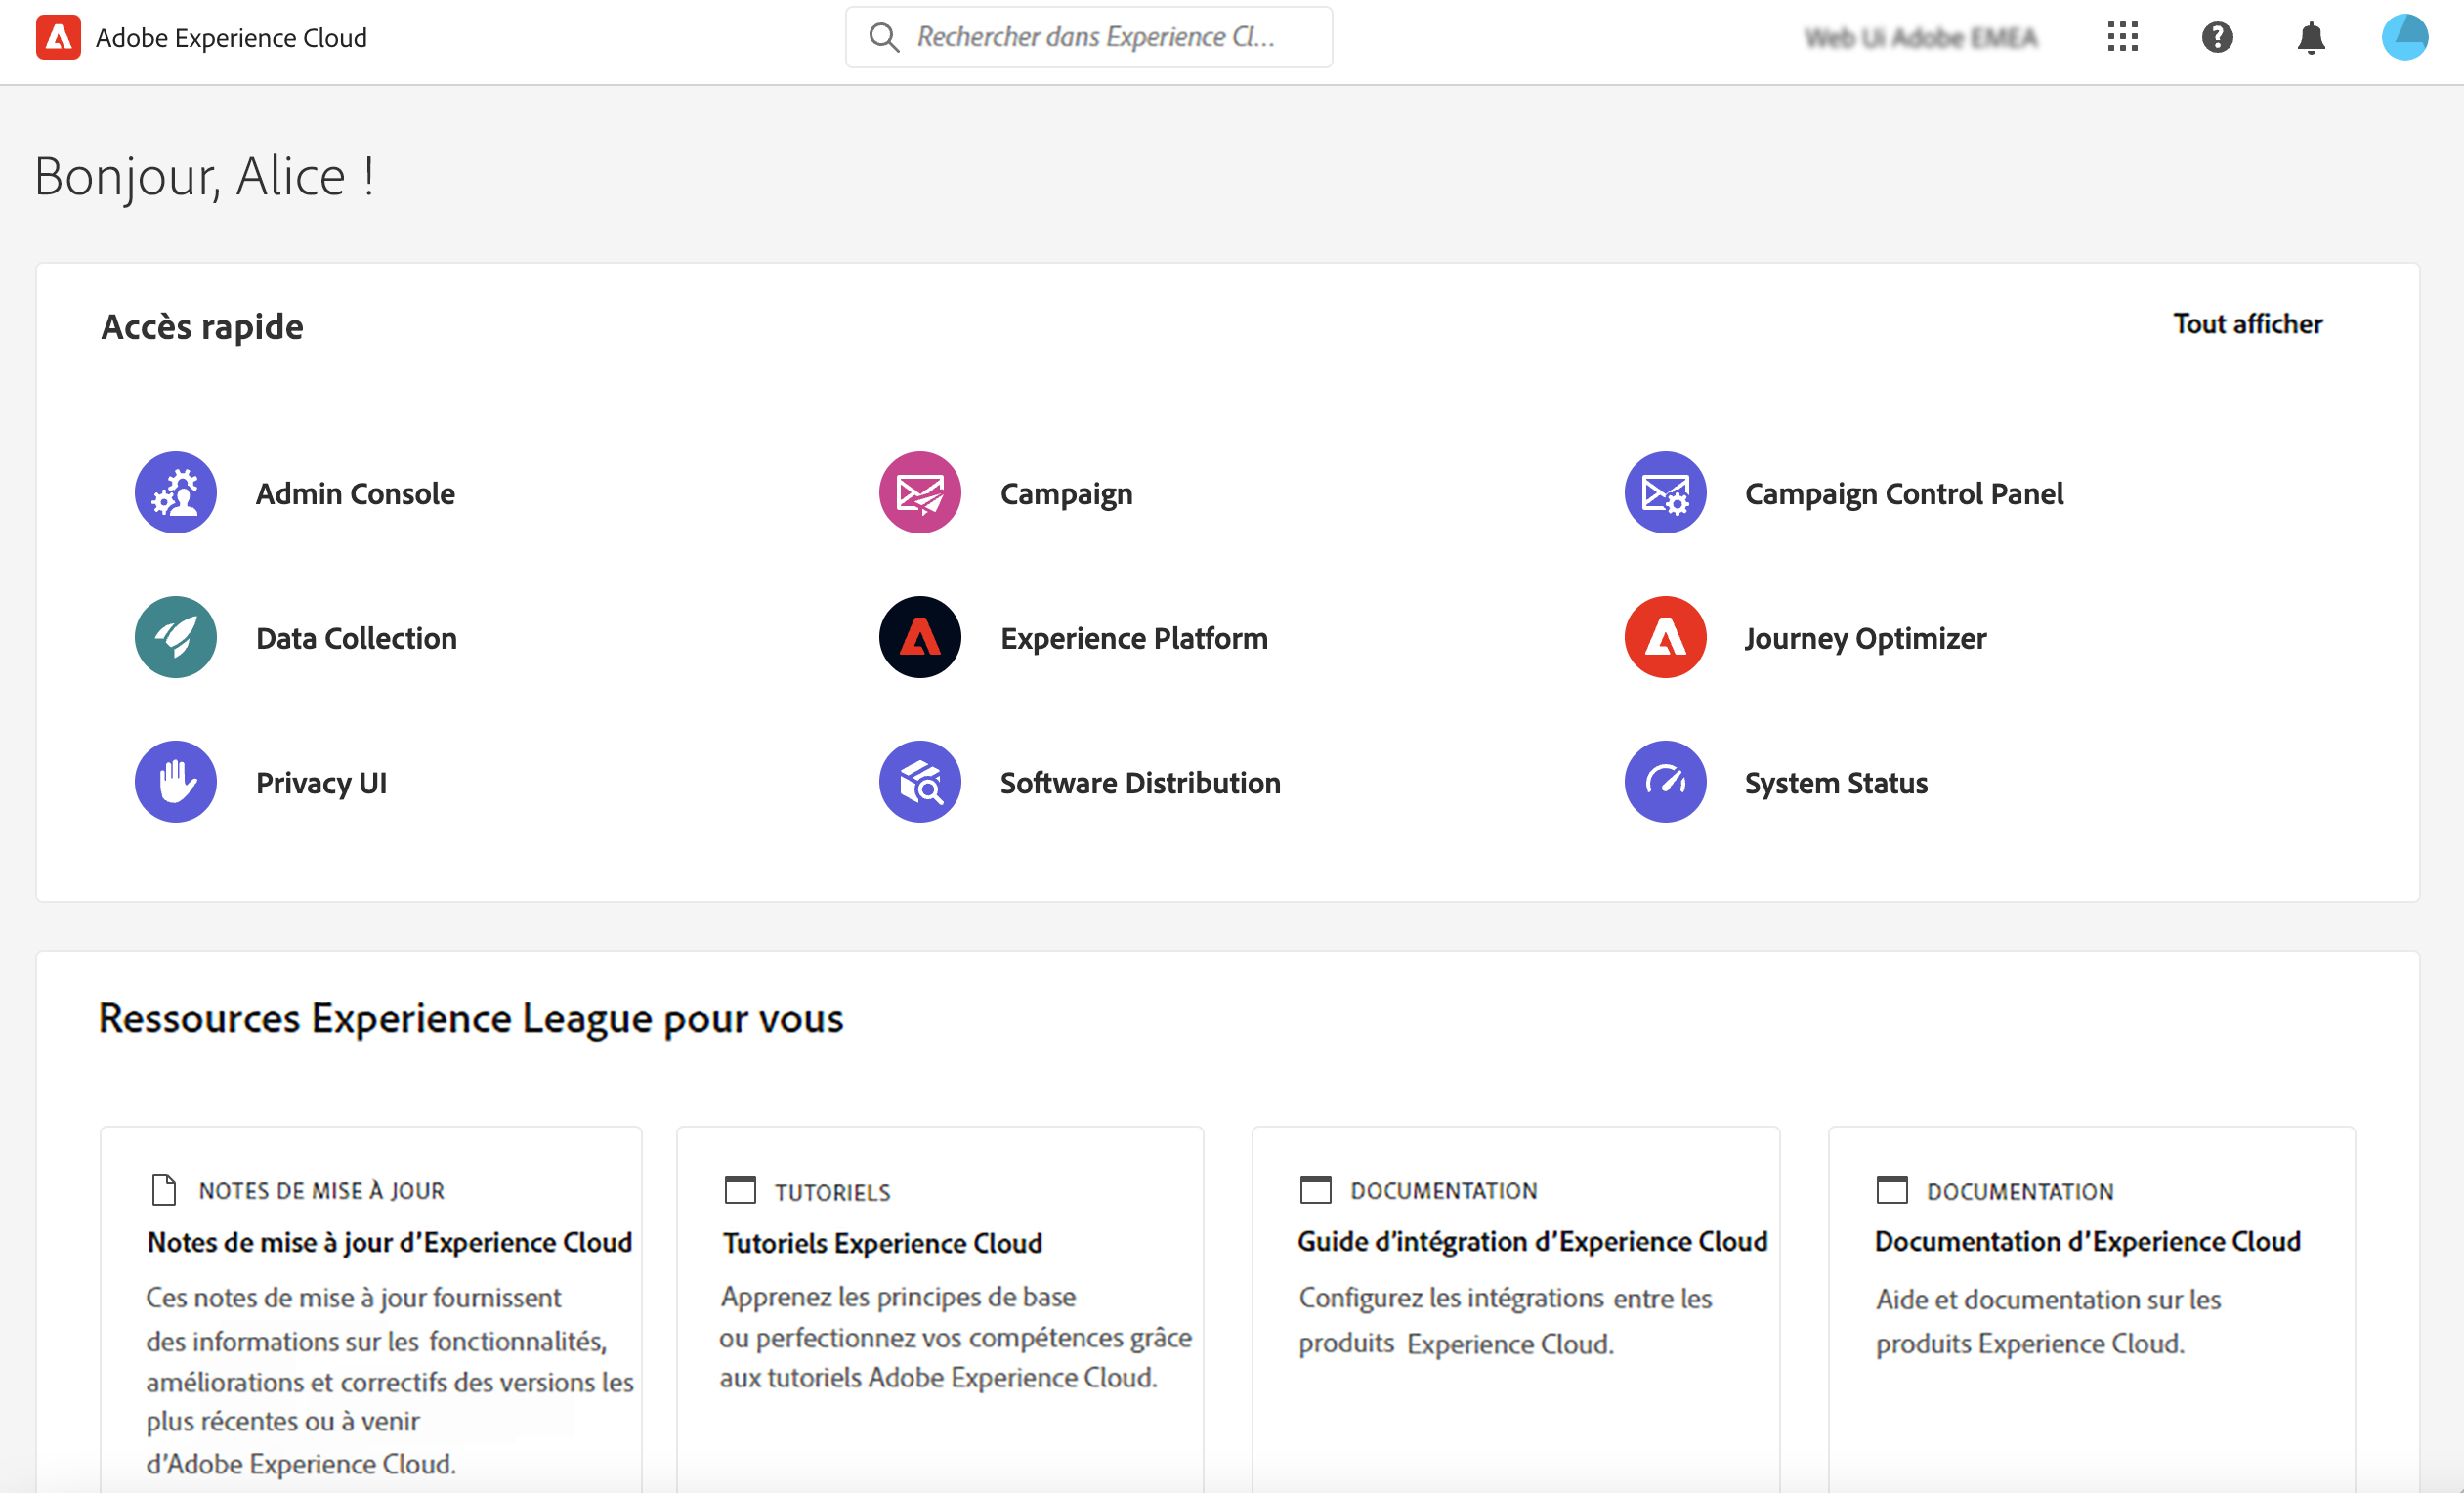 Adobe Experience Cloud
Rechercher dans Experience Cl...
Web Ui Adobe EMEA
Bonjour, Alice !
Accès rapide
Tout afficher
Admin Console
Campaign
Campaign Control Panel
Data Collection
Experience Platform
Journey Optimizer
Privacy UI
Software Distribution
System Status
Ressources Experience League pour vous
NOTES DE MISE À JOUR
Notes de mise à jour d’Experience Cloud
Ces notes de mise à jour fournissent
des informations sur les fonctionnalités,
améliorations et correctifs des versions les
plus récentes ou à venir
d’Adobe Experience Cloud.
TUTORIELS
Tutoriels Experience Cloud
Apprenez les principes de base
ou perfectionnez vos compétences grâce
aux tutoriels Adobe Experience Cloud.
DOCUMENTATION
Guide d’intégration d’Experience Cloud
Configurez les intégrations entre les
produits Experience Cloud.
DOCUMENTATION
Documentation d’Experience Cloud
Aide et documentation sur les
produits Experience Cloud.